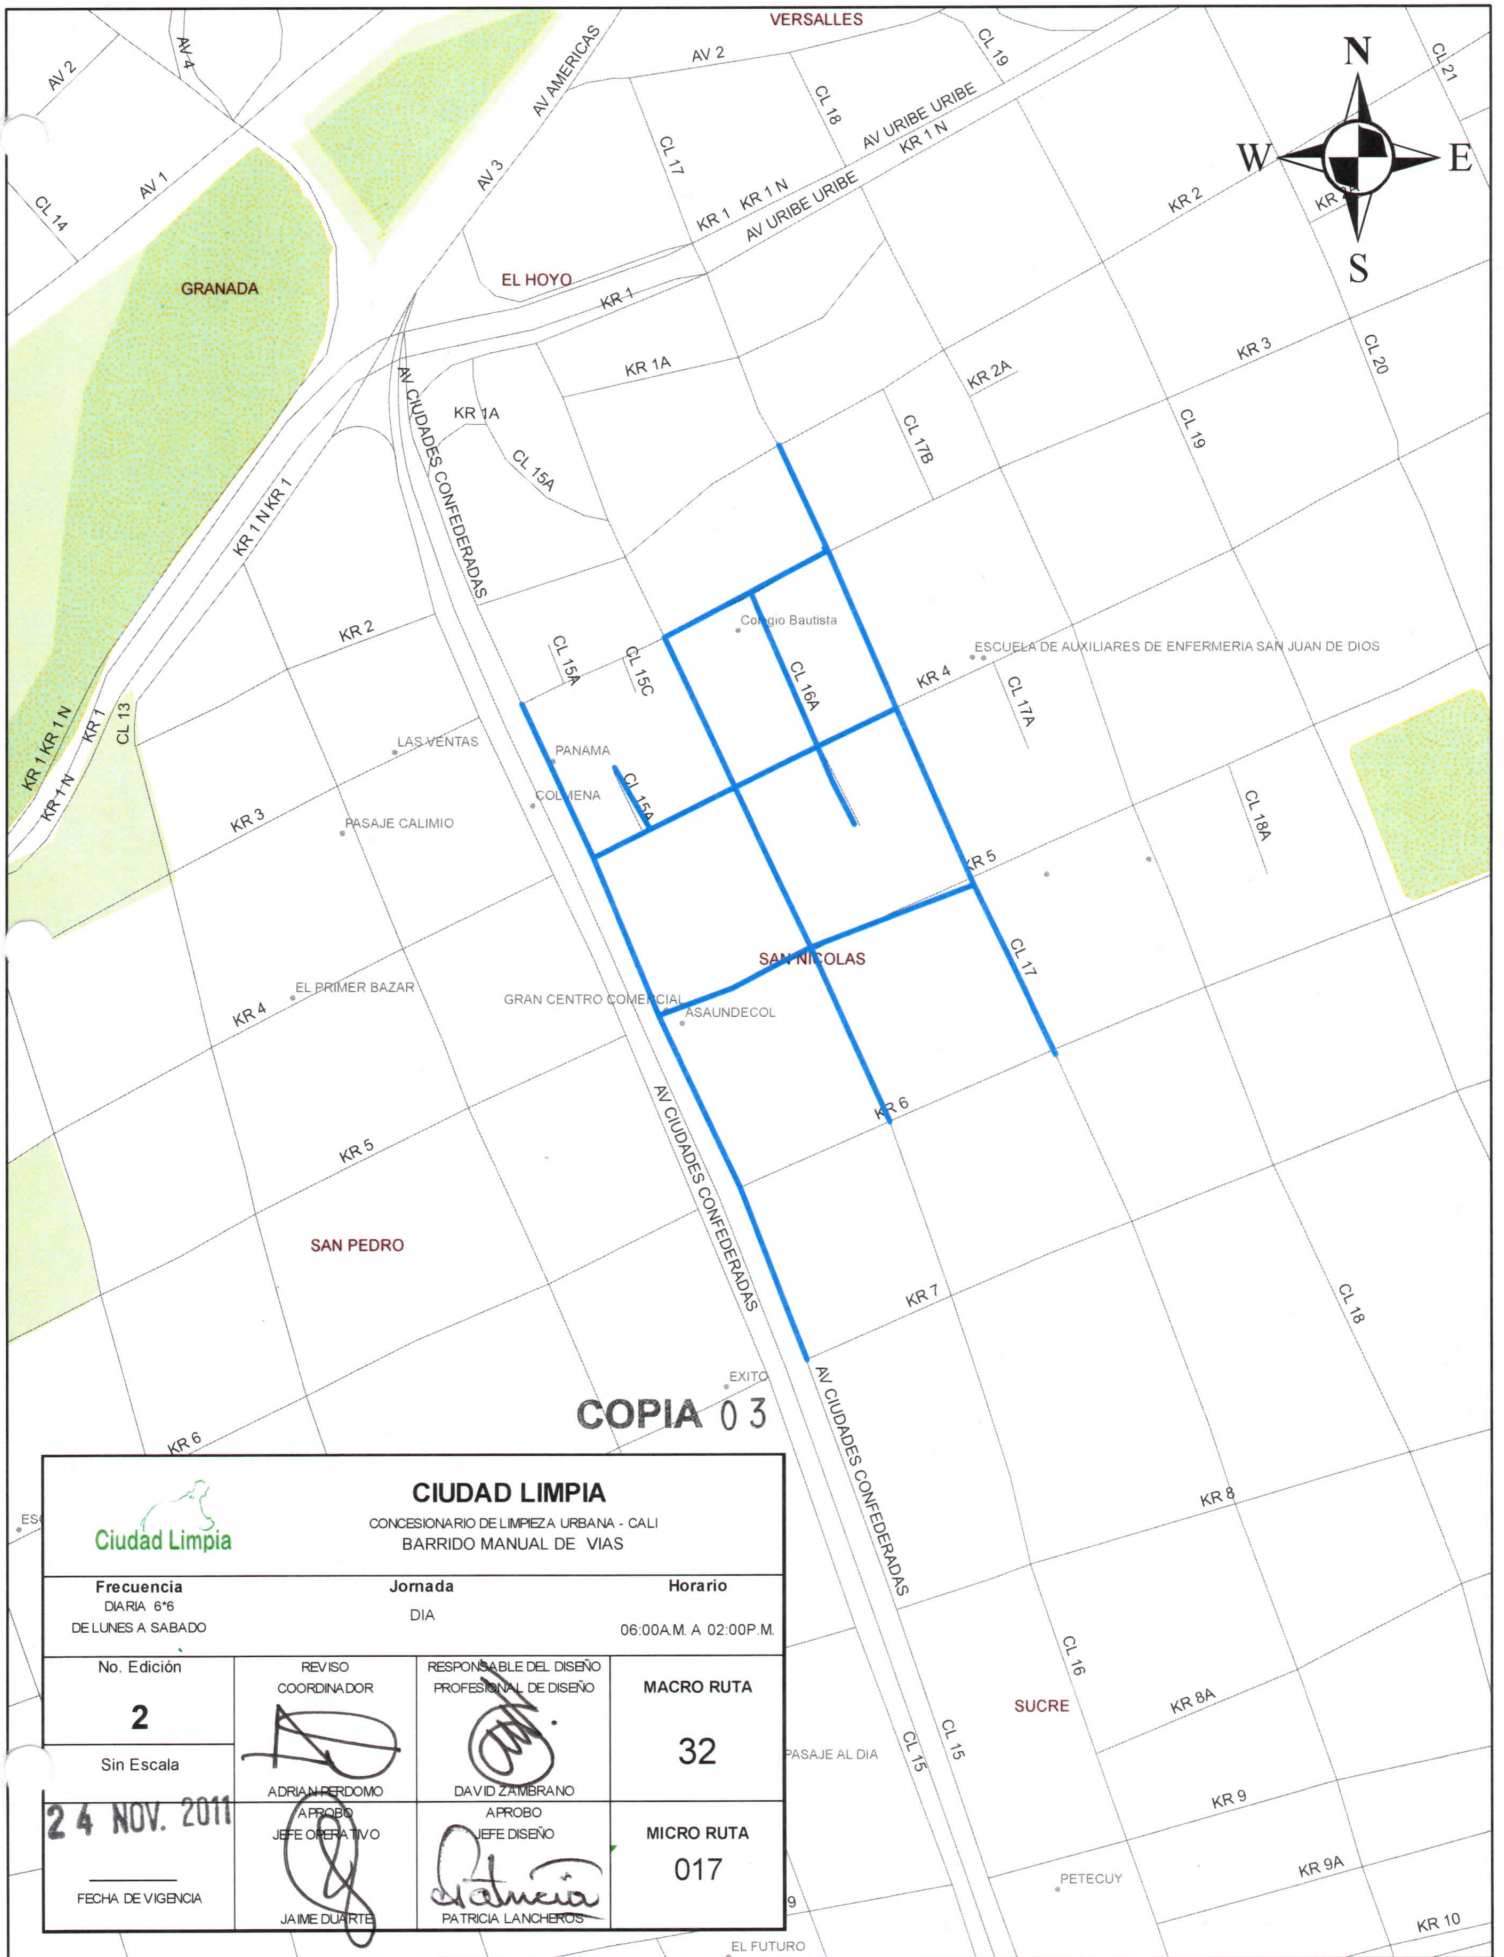 VERSALLES
AV 2
AV 4
AV AMERICAS
AV 2
CL 19
CL 21
N
CL 18
AV URIBE URIBE
KR 1 N
CL 17
W
E
AV 1
AV 3
CL 14
KR 1 KR 1 N
AV URIBE URIBE
KR 2
S
EL HOYO
GRANADA
KR 1
KR 1A
KR 3
CL 20
KR 2A
AV CIUDADES CONFEDERADAS
KR 1A
CL 17B
CL 19
CL 15A
KR 1 N KR 1
KR 2
Colegio Bautista
CL 15A
CL 15C
CL 16A
KR 4
ESCUELA DE AUXILIARES DE ENFERMERIA SAN JUAN DE DIOS
CL 17A
KR 1 KR 1 N
KR 1
CL 13
KR 1 N
LAS VENTAS
PANAMA
CL 15A
COLMENA
KR 3
PASAJE CALIMIO
CL 18A
KR 5
SAN NICOLAS
CL 17
EL PRIMER BAZAR
GRAN CENTRO COMERCIAL
ASAUNDECOL
KR 4
KR 6
KR 5
AV CIUDADES CONFEDERADAS
SAN PEDRO
KR 7
CL 18
EXITO
COPIA 03
AV CIUDADES CONFEDERADAS
KR 6
KR 8
CL 16
SUCRE
KR 8A
CL 15
CL 15
PASAJE AL DIA
KR 9
KR 9A
PETECUY
KR 10
EL FUTURO
Ciudad Limpia
CIUDAD LIMPIA
CONCESIONARIO DE LIMPIEZA URBANA - CALI
BARRIDO MANUAL DE VIAS
Frecuencia
DIARIA 6*6
DE LUNES A SABADO
Jornada
DIA
Horario
06:00A.M. A 02:00P.M.
No. Edición
2
Sin Escala
24 NOV. 2011
FECHA DE VIGENCIA
REVISO
COORDINADOR
ADRIAN PERDOMO
RESPONSABLE DEL DISEÑO
PROFESIONAL DE DISEÑO
DAVID ZAMBRANO
MACRO RUTA
32
APROBO
JEFE OPERATIVO
JAIME DUARTE
APROBO
JEFE DISEÑO
Patricia
PATRICIA LANCHEROS
MICRO RUTA
017